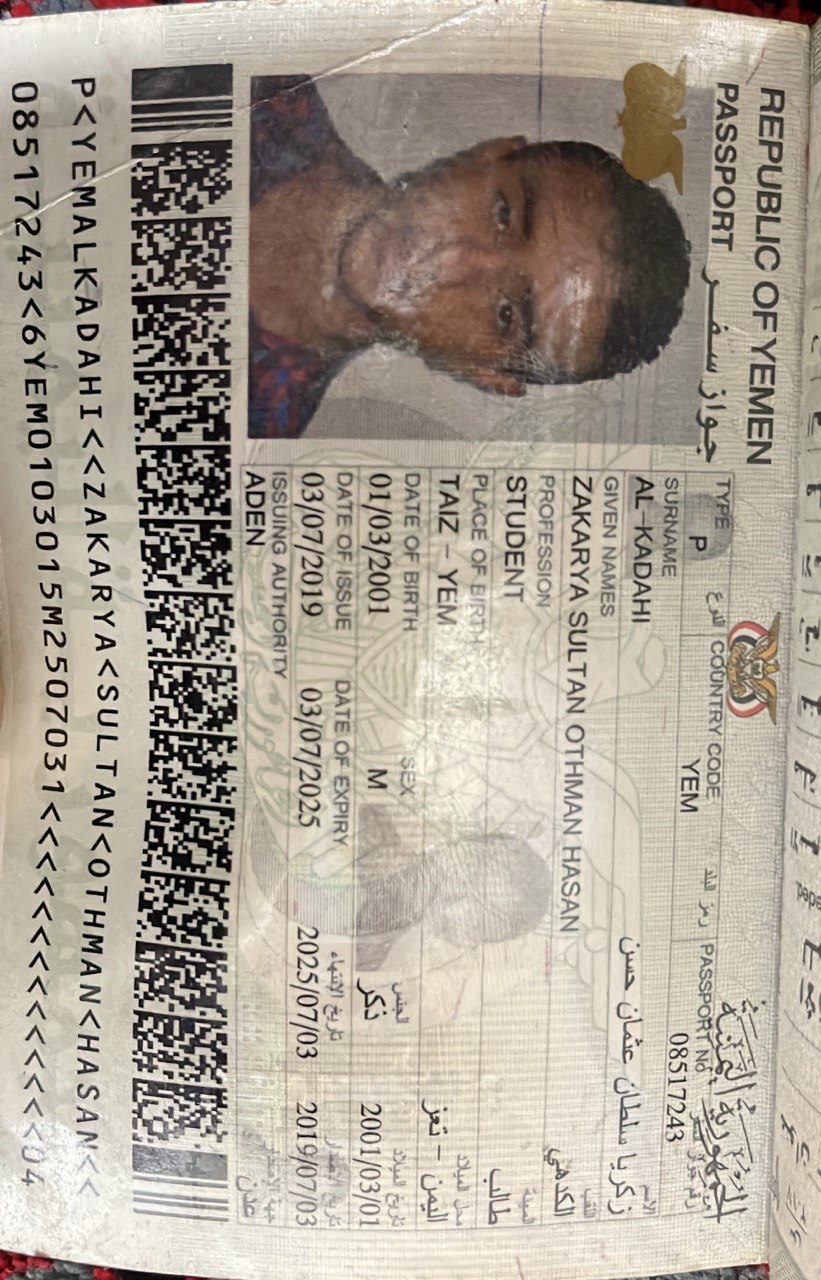 REPUBLIC OF YEMEN
الجمهورية اليمنية
PASSPORT جواز سفر
TYPE
P
COUNTRY CODE رمز البلد
YEM
PASSPORT No
08517243
SURNAME
AL-KADAHI
الاسم
زكريا سلطان عثمان حسن
GIVEN NAMES
ZAKARYA SULTAN OTHMAN HASAN
اللقب
الكدهي
PROFESSION
STUDENT
المهنة
طالب
PLACE OF BIRTH
TAIZ - YEM
محل الميلاد
اليمن - تعز
DATE OF BIRTH
01/03/2001
SEX
M
الجنس
ذكر
تاريخ الميلاد
2001/03/01
DATE OF ISSUE
03/07/2019
DATE OF EXPIRY
03/07/2025
تاريخ الإنتهاء
2025/07/03
تاريخ الإصدار
2019/07/03
ISSUING AUTHORITY
ADEN
عدن
P<YEMALKADAHI<<ZAKARYA<SULTAN<OTHMAN<HASAN<<
08517243<6YEM0103015M2507031<<<<<<<<<<<<<<04